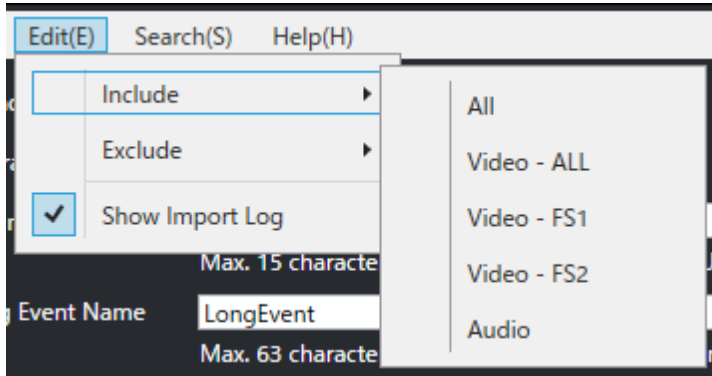 Edit(E) Search(S) Help(H)
Include
Exclude
Show Import Log
All
Video - ALL
Video - FS1
Video - FS2
Audio
Max. 15 characte
Event Name LongEvent
Max. 63 characte